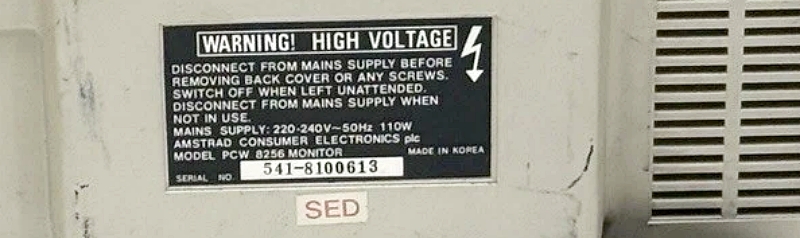 WARNING! HIGH VOLTAGE
DISCONNECT FROM MAINS SUPPLY BEFORE
REMOVING BACK COVER OR ANY SCREWS.
SWITCH OFF WHEN LEFT UNATTENDED.
DISCONNECT FROM MAINS SUPPLY WHEN
NOT IN USE.
MAINS SUPPLY: 220-240V~50Hz 110W
AMSTRAD CONSUMER ELECTRONICS plc
MODEL PCW 8256 MONITOR MADE IN KOREA
SERIAL NO. 541-8100613
SED